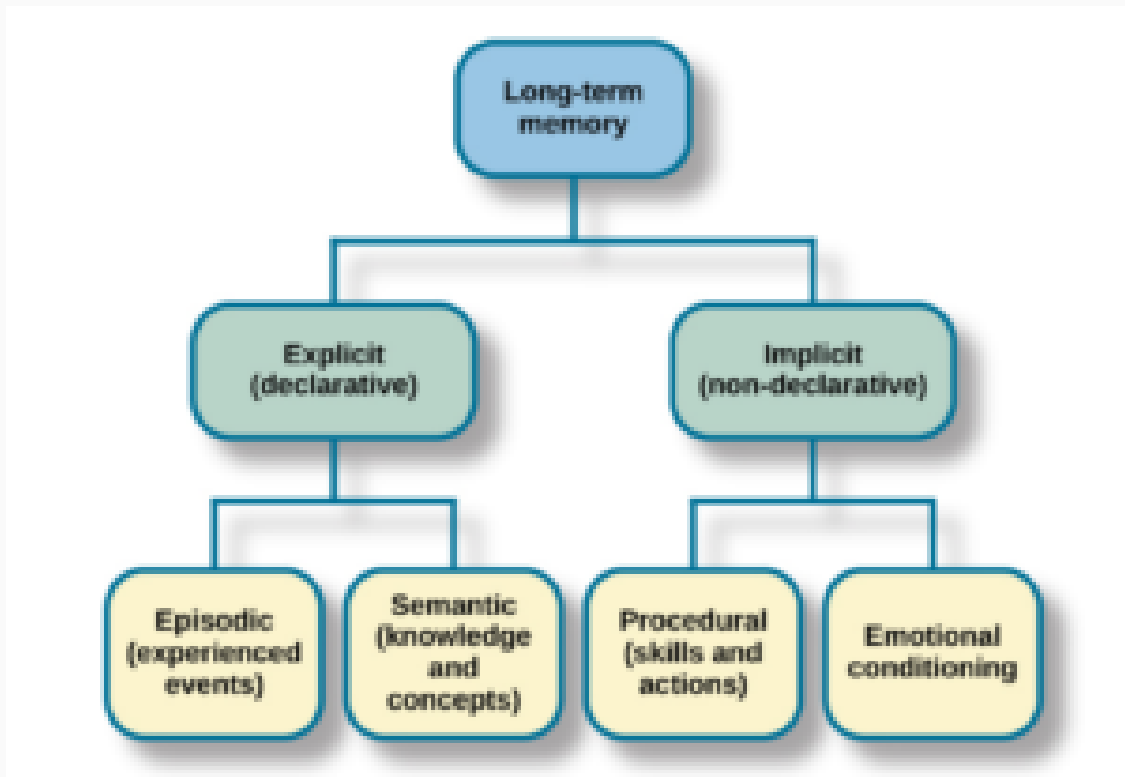 Long-term
memory
Explicit
(declarative)
Implicit
(non-declarative)
Episodic
(experienced
events)
Semantic
(knowledge
and
concepts)
Procedural
(skills and
actions)
Emotional
conditioning